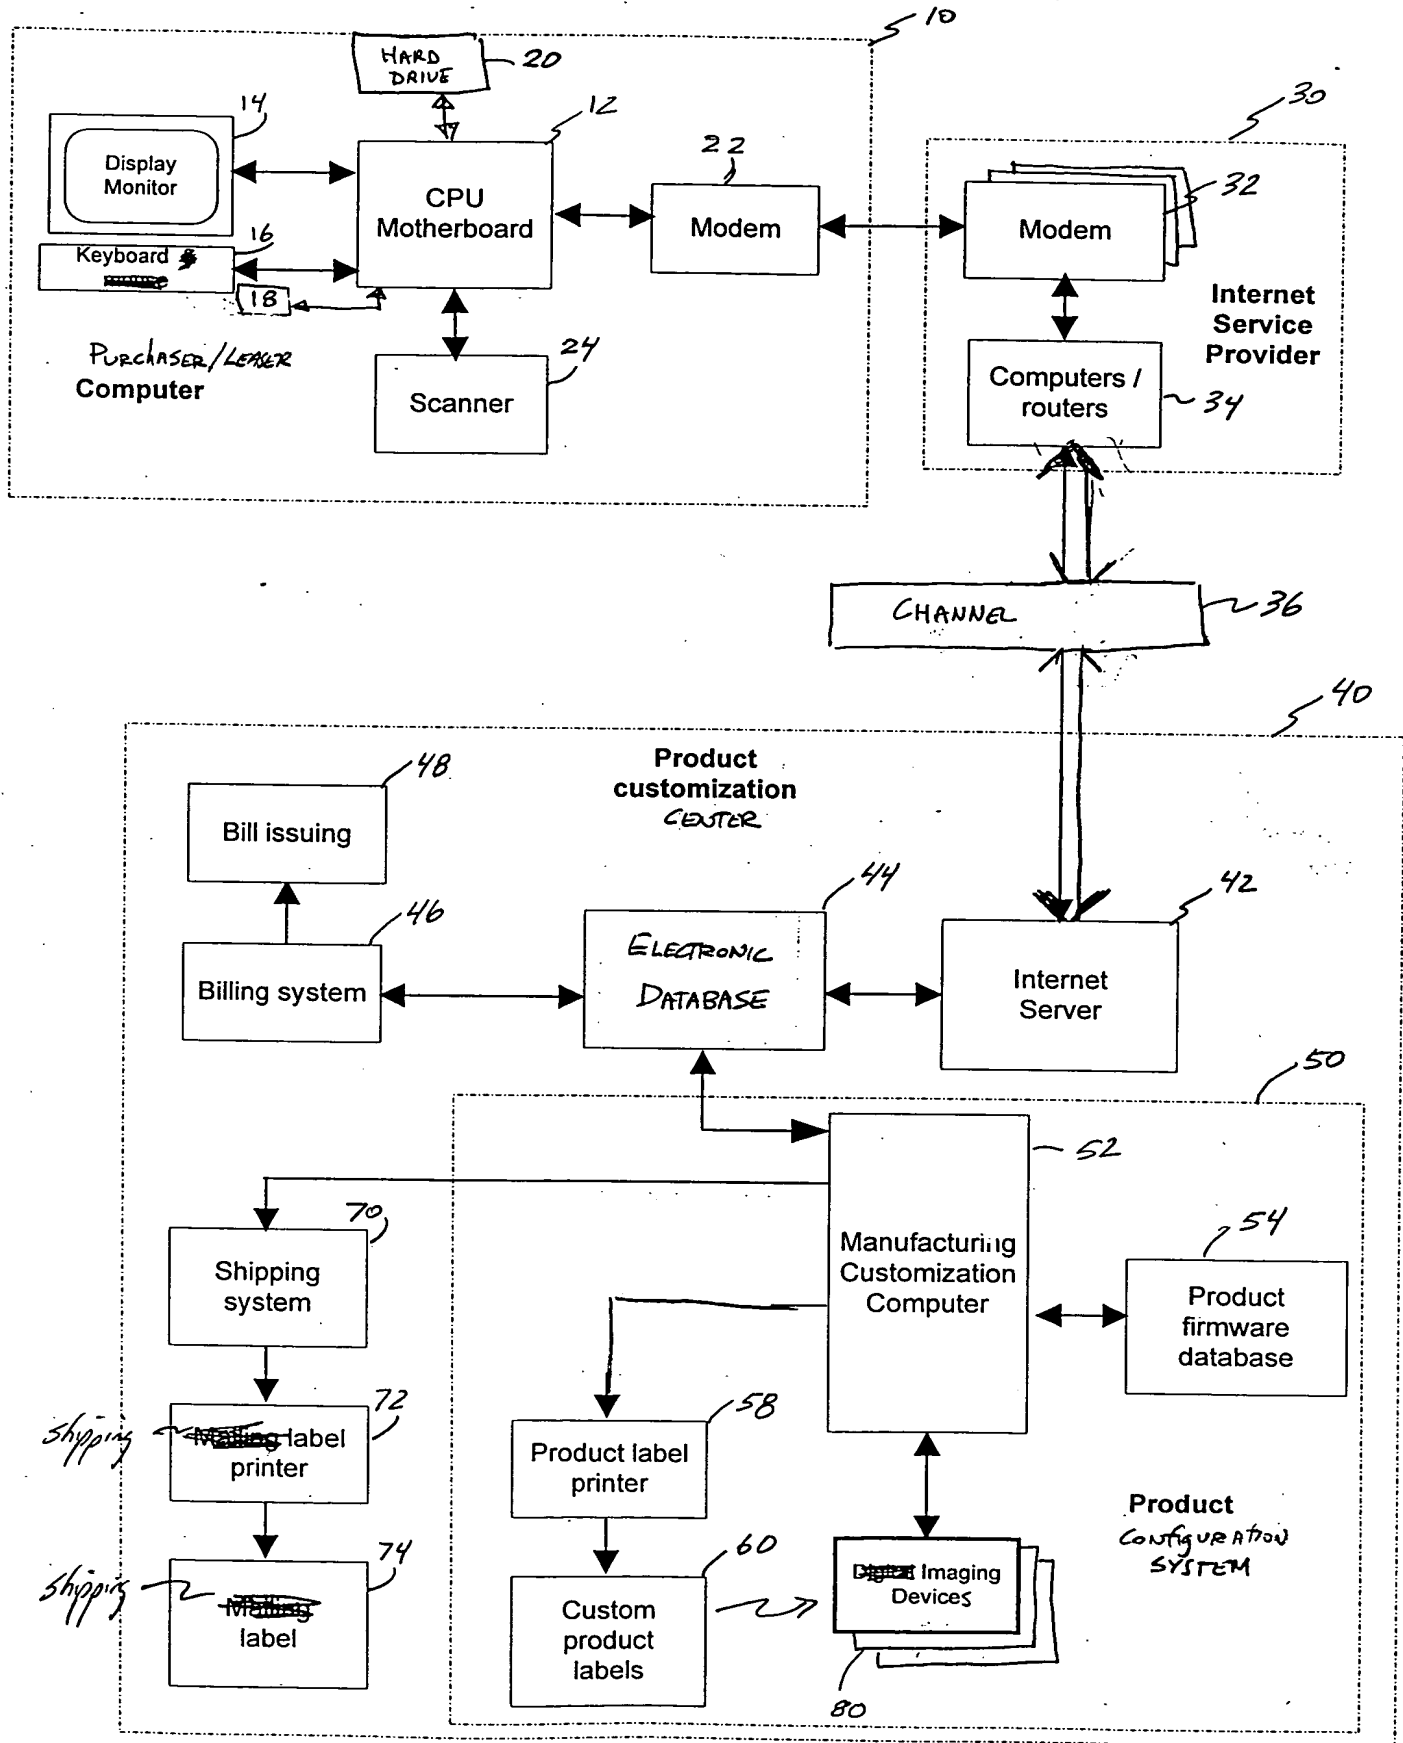 10
HARD
DRIVE
20
14
Display
Monitor
12
CPU
Motherboard
22
Modem
16
Keyboard
18
PURCHASER/LEASER
Computer
24
Scanner
30
32
Modem
Internet
Service
Provider
Computers /
routers
34
CHANNEL
36
40
Product
customization
CENTER
48
Bill issuing
46
Billing system
44
ELECTRONIC
DATABASE
42
Internet
Server
50
52
Manufacturing
Customization
Computer
54
Product
firmware
database
70
Shipping
system
72
shipping
Mailing label
printer
74
shipping
Mailing
label
58
Product label
printer
60
Custom
product
labels
Digital Imaging
Devices
80
Product
CONFIGURATION
SYSTEM